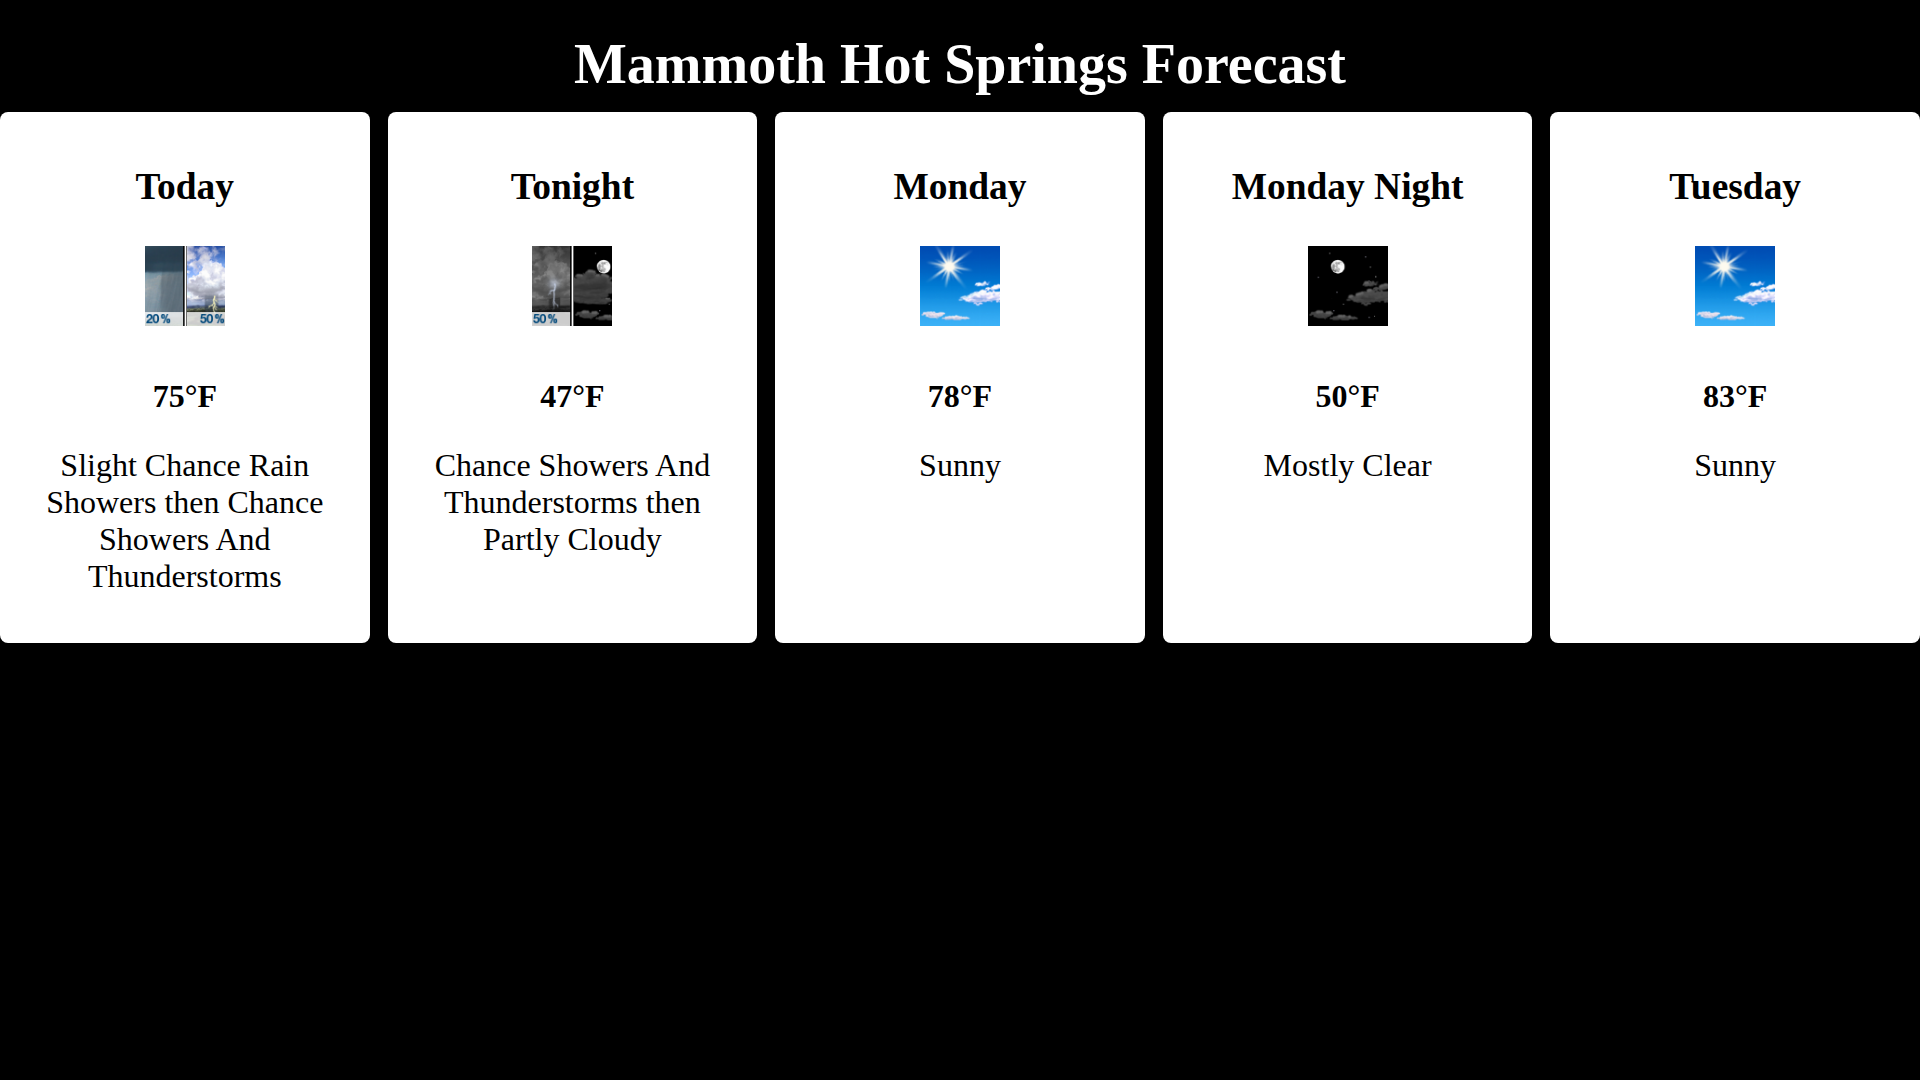 Mammoth Hot Springs Forecast
Today
20%
50%
75°F
Slight Chance Rain
Showers then Chance
Showers And
Thunderstorms
Tonight
50%
47°F
Chance Showers And
Thunderstorms then
Partly Cloudy
Monday
78°F
Sunny
Monday Night
50°F
Mostly Clear
Tuesday
83°F
Sunny